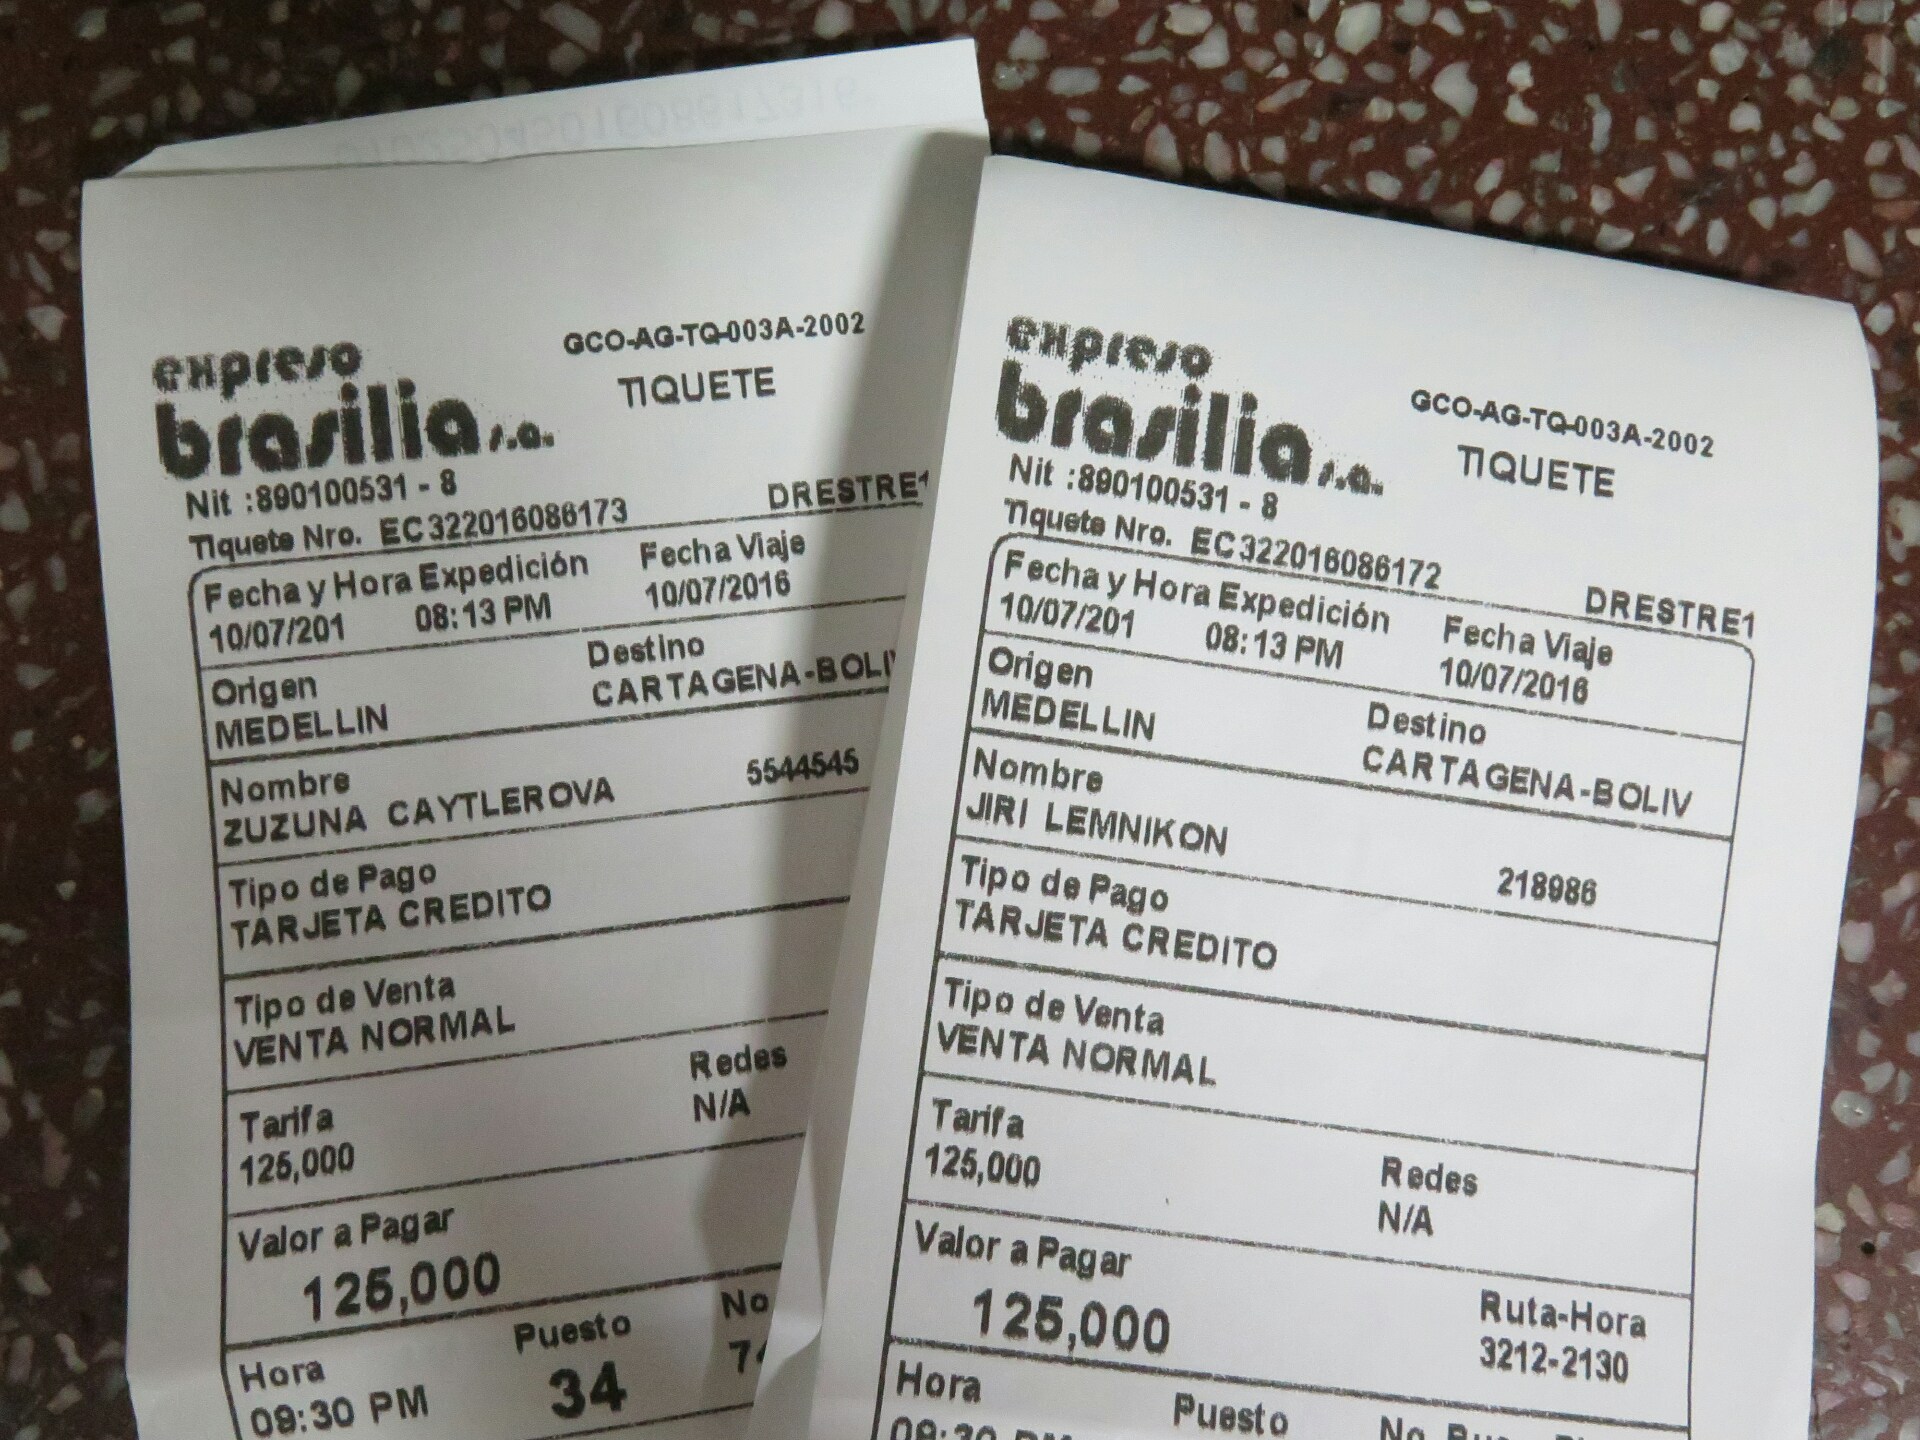 expreso
brasilia s.a.
GCO-AG-TQ-003A-2002
TIQUETE
Nit :890100531 - 8
Tiquete Nro. EC322016086173
DRESTRE1
Fecha y Hora Expedición Fecha Viaje
10/07/201 08:13 PM 10/07/2016
Origen Destino
MEDELLIN CARTAGENA-BOLIV
Nombre
ZUZUNA CAYTLEROVA 5544545
Tipo de Pago
TARJETA CREDITO
Tipo de Venta
VENTA NORMAL
Tarifa Redes
125,000 N/A
Valor a Pagar
125,000
Hora Puesto No
09:30 PM 34
expreso
brasilia s.a.
GCO-AG-TQ-003A-2002
TIQUETE
Nit :890100531 - 8
Tiquete Nro. EC322016086172
DRESTRE1
Fecha y Hora Expedición Fecha Viaje
10/07/201 08:13 PM 10/07/2016
Origen Destino
MEDELLIN CARTAGENA-BOLIV
Nombre
JIRI LEMNIKON 218986
Tipo de Pago
TARJETA CREDITO
Tipo de Venta
VENTA NORMAL
Tarifa Redes
125,000 N/A
Valor a Pagar Ruta-Hora
125,000 3212-2130
Hora Puesto No
09:30 PM